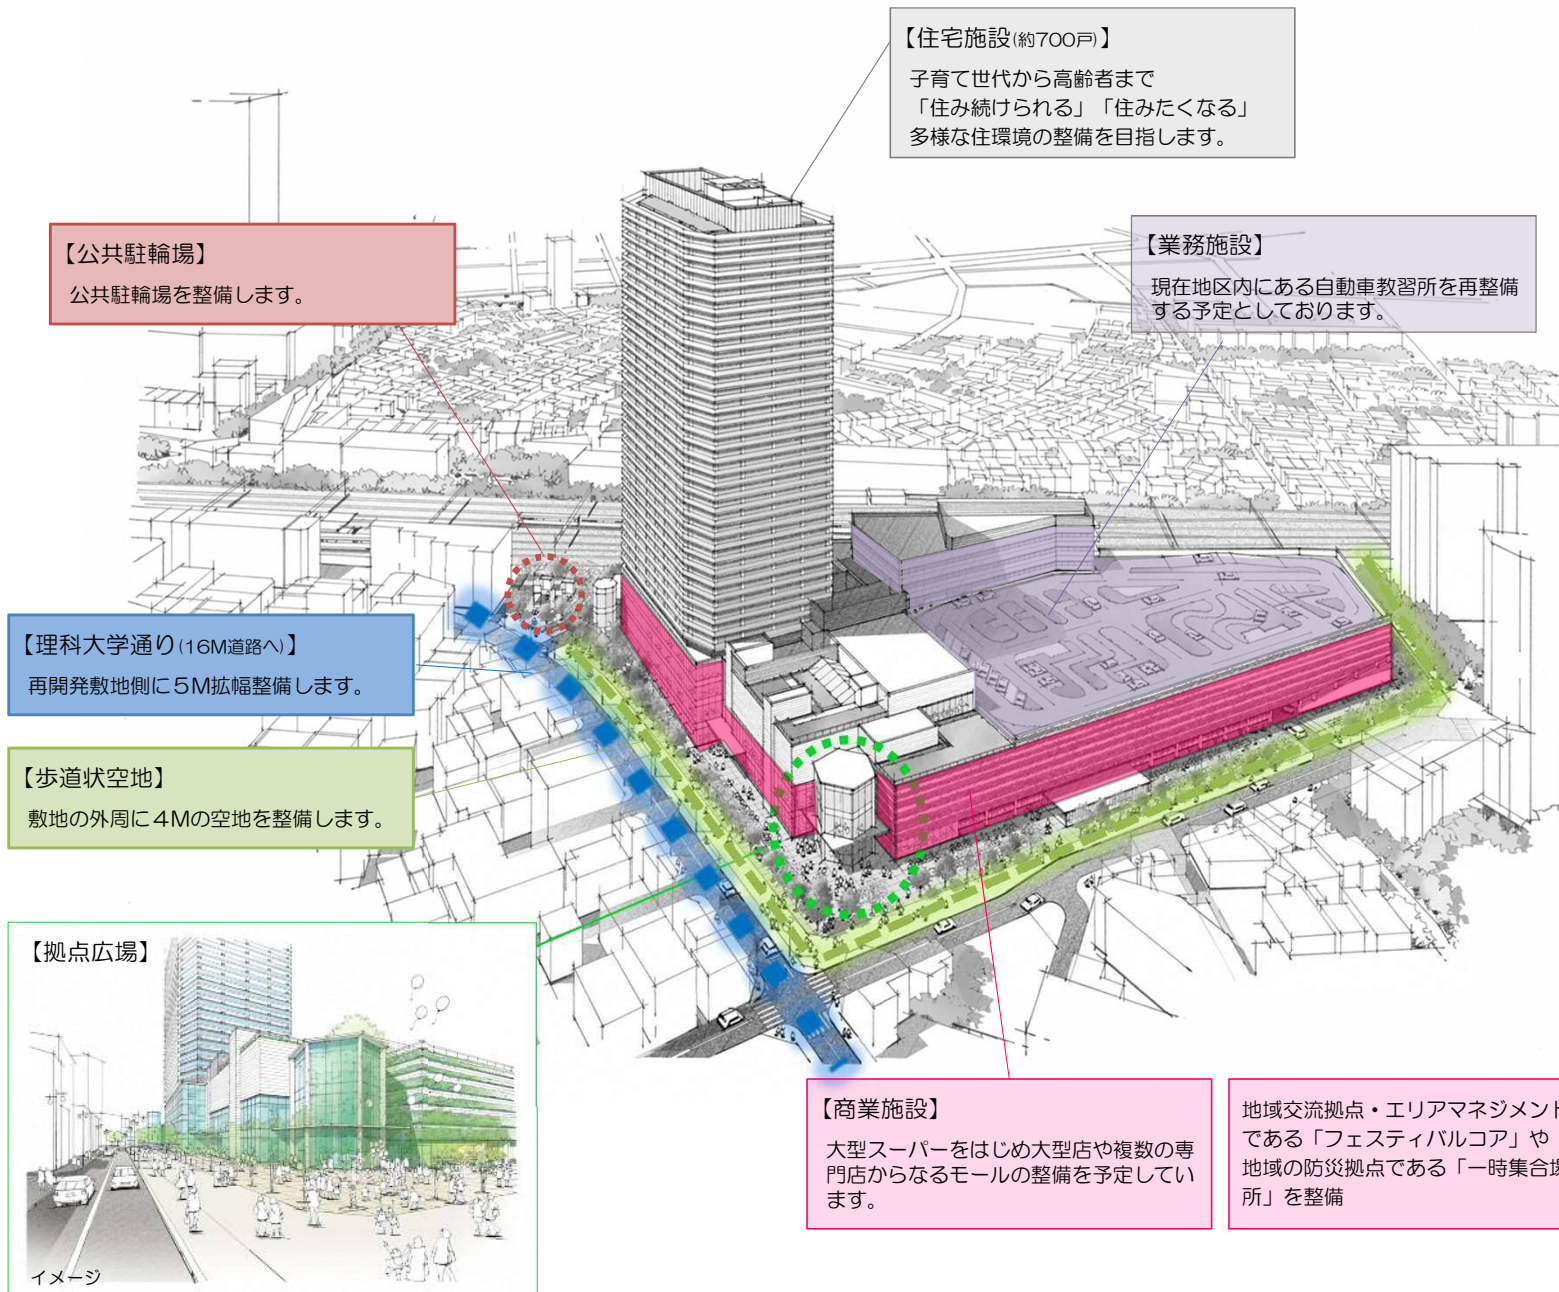 【住宅施設(約700戸)】
子育て世代から高齢者まで
「住み続けられる」「住みたくなる」
多様な住環境の整備を目指します。
【公共駐輪場】
公共駐輪場を整備します。
【業務施設】
現在地区内にある自動車教習所を再整備
する予定としております。
【理科大学通り(16M道路へ)】
再開発敷地側に5M拡幅整備します。
【歩道状空地】
敷地の外周に4Mの空地を整備します。
【拠点広場】
イメージ
【商業施設】
大型スーパーをはじめ大型店や複数の専
門店からなるモールの整備を予定してい
ます。
地域交流拠点・エリアマネジメント
である「フェスティバルコア」や
地域の防災拠点である「一時集合場
所」を整備